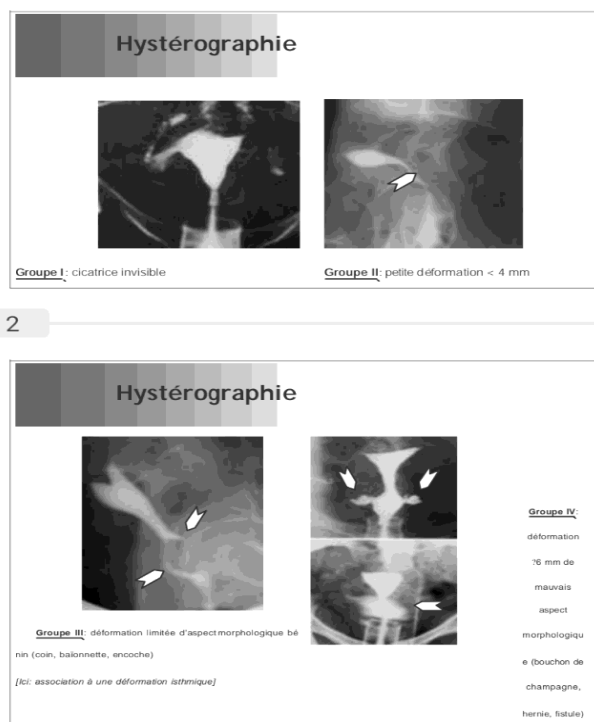 Hystérographie
Groupe I: cicatrice invisible
Groupe II: petite déformation < 4 mm
2
Hystérographie
Groupe III: déformation limitée d'aspect morphologique bé
nin (coin, baïonnette, encoche)
[Ici: association à une déformation isthmique]
Groupe IV:
déformation
?6 mm de
mauvais
aspect
morphologiqu
e (bouchon de
champagne,
hernie, fistule)